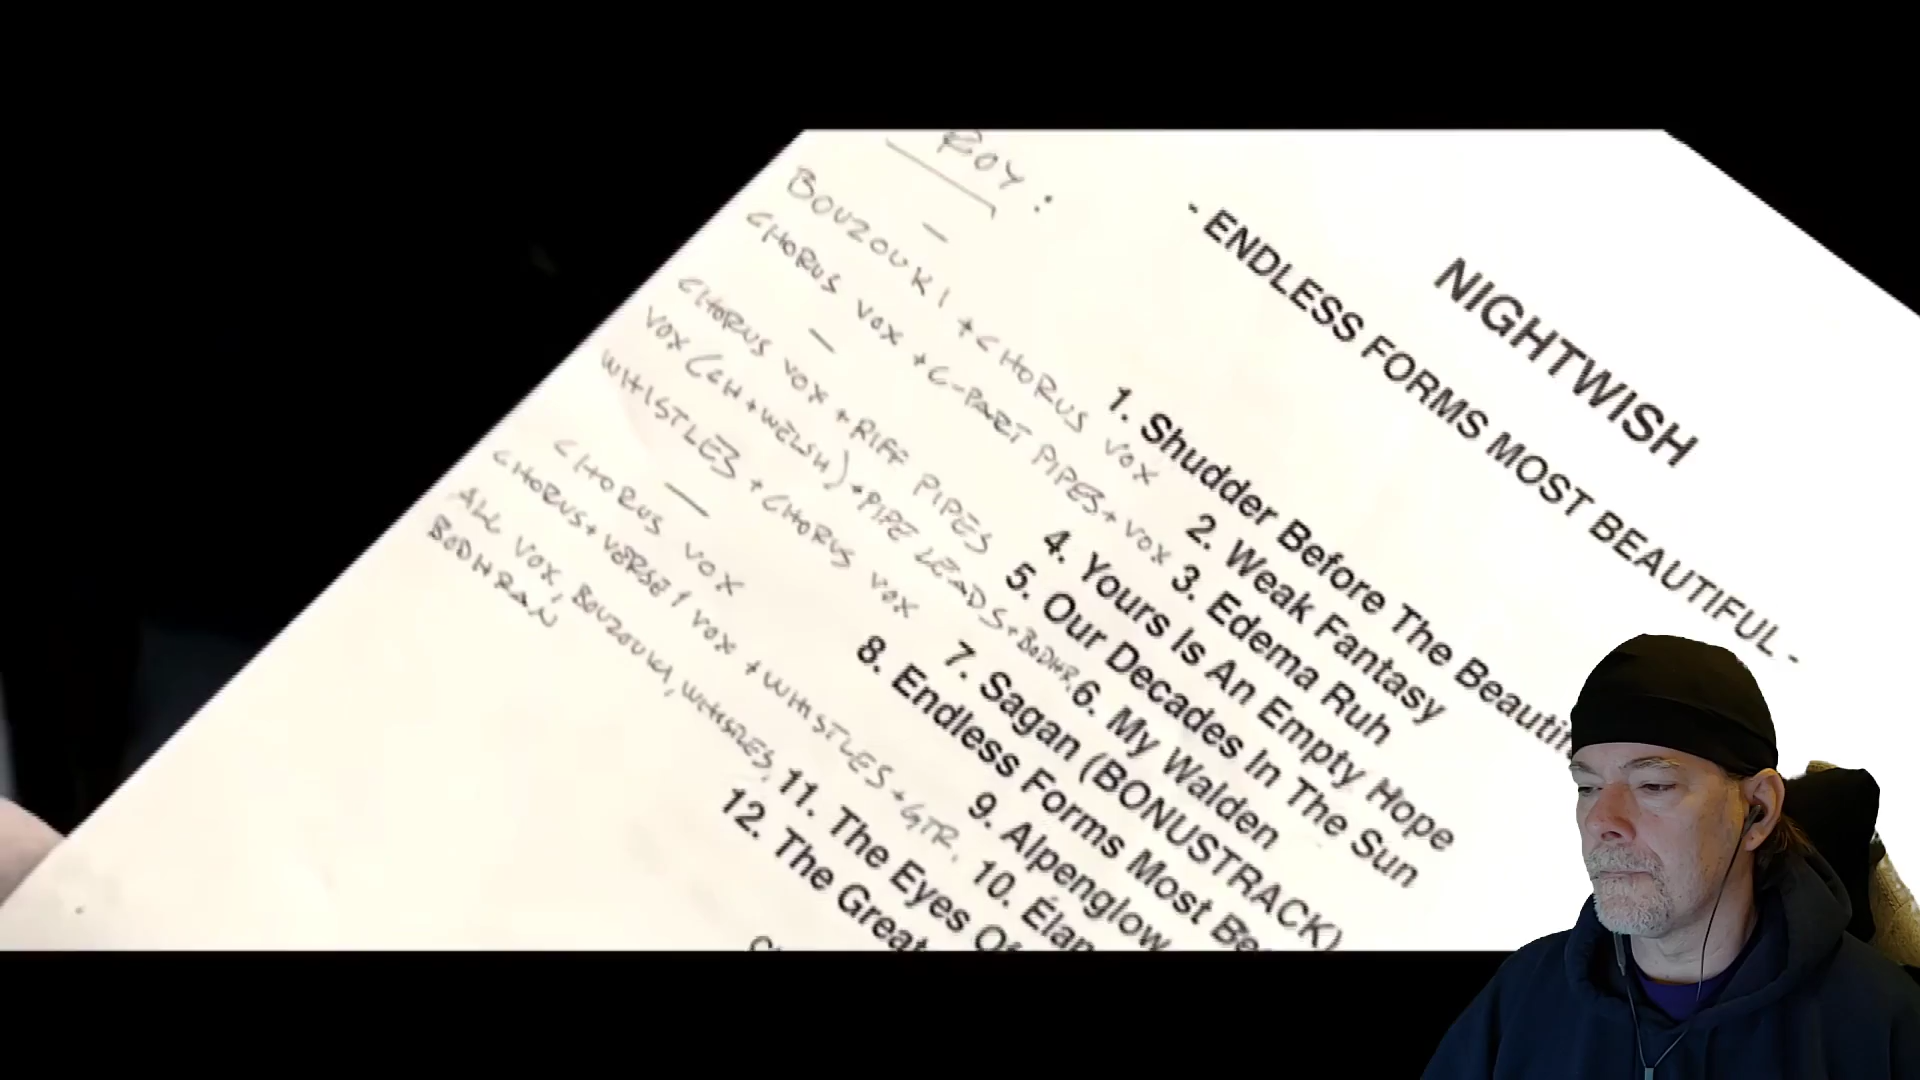 NIGHTWISH
- ENDLESS FORMS MOST BEAUTIFUL -
ROY :
— 1. Shudder Before The Beautif
BOUZOUKI + CHORUS VOX 2. Weak Fantasy
CHORUS VOX + C-PART PIPES + VOX 3. Edema Ruh
— 4. Yours Is An Empty Hope
CHORUS VOX + RIFF PIPES 5. Our Decades In The Sun
VOX (CH + WELSH) + PIPE LEADS + BODHR. 6. My Walden
WHISTLES + CHORUS VOX 7. Sagan (BONUSTRACK)
— 8. Endless Forms Most Be
CHORUS VOX 9. Alpenglow
CHORUS + VERSE 1 VOX + WHISTLES + GTR. 10. Élan
ALL VOX, BOUZOUKI, WHISTLES, 11. The Eyes Of
BODHRAN 12. The Great